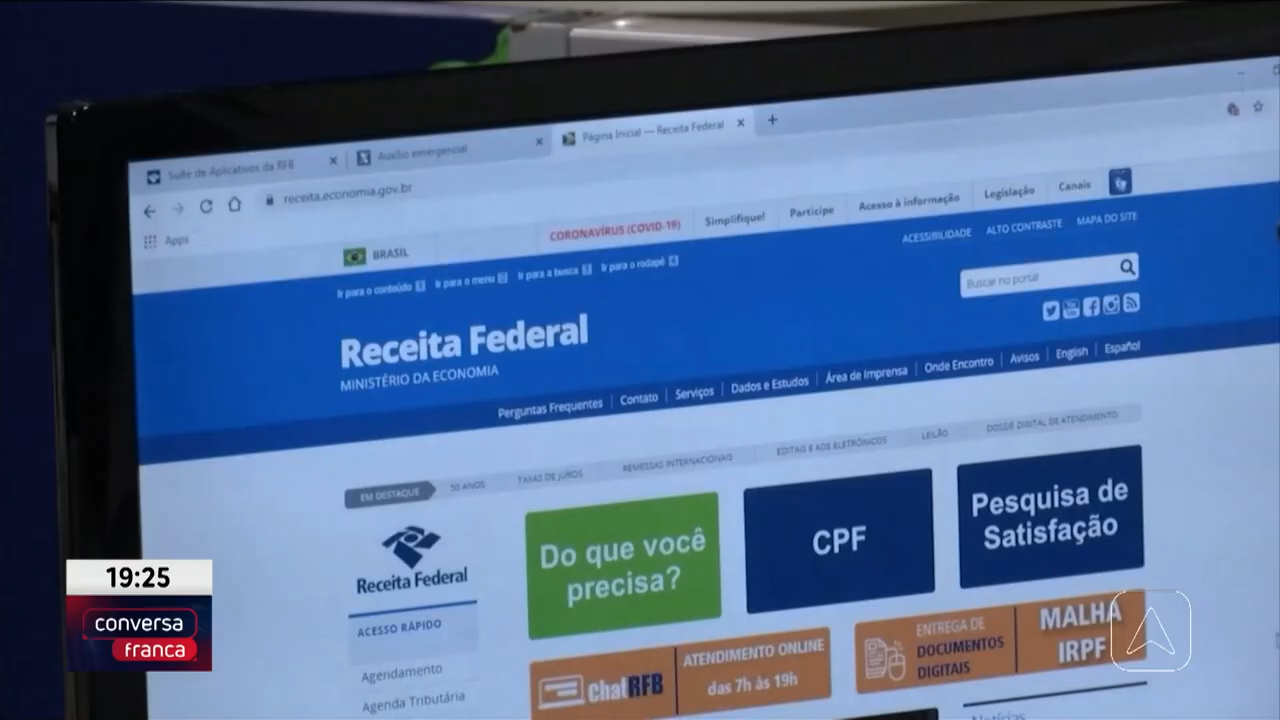 Suite de Aplicativos da RFB
Auxílio emergencial
Página Inicial — Receita Federal
receita.economia.gov.br
Apps
BRASIL
CORONAVÍRUS (COVID-19)
Simplifique!
Participe
Acesso à informação
Legislação
Canais
Ir para o conteúdo 1
Ir para o menu 2
Ir para a busca 3
Ir para o rodapé 4
ACESSIBILIDADE
ALTO CONTRASTE
MAPA DO SITE
Buscar no portal
Receita Federal
MINISTÉRIO DA ECONOMIA
Perguntas Frequentes
Contato
Serviços
Dados e Estudos
Área de Imprensa
Onde Encontro
Avisos
English
Español
EM DESTAQUE
50 ANOS
TAXAS DE JUROS
REMESSAS INTERNACIONAIS
EDITAIS E ADE ELETRÔNICOS
LEILÃO
DOSSIÊ DIGITAL DE ATENDIMENTO
Receita Federal
ACESSO RÁPIDO
Agendamento
Agenda Tributária
Do que você
precisa?
CPF
Pesquisa de
Satisfação
chatRFB
ATENDIMENTO ONLINE
das 7h às 19h
ENTREGA DE
DOCUMENTOS
DIGITAIS
MALHA
IRPF
Notícias
19:25
conversa
franca